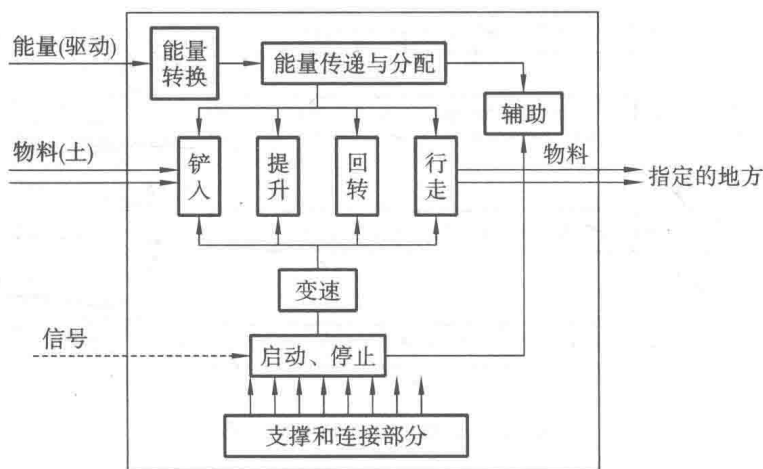 能量(驱动)
能量
转换
能量传递与分配
辅助
物料(土)
铲入
提升
回转
行走
物料
指定的地方
变速
信号
启动、停止
支撑和连接部分